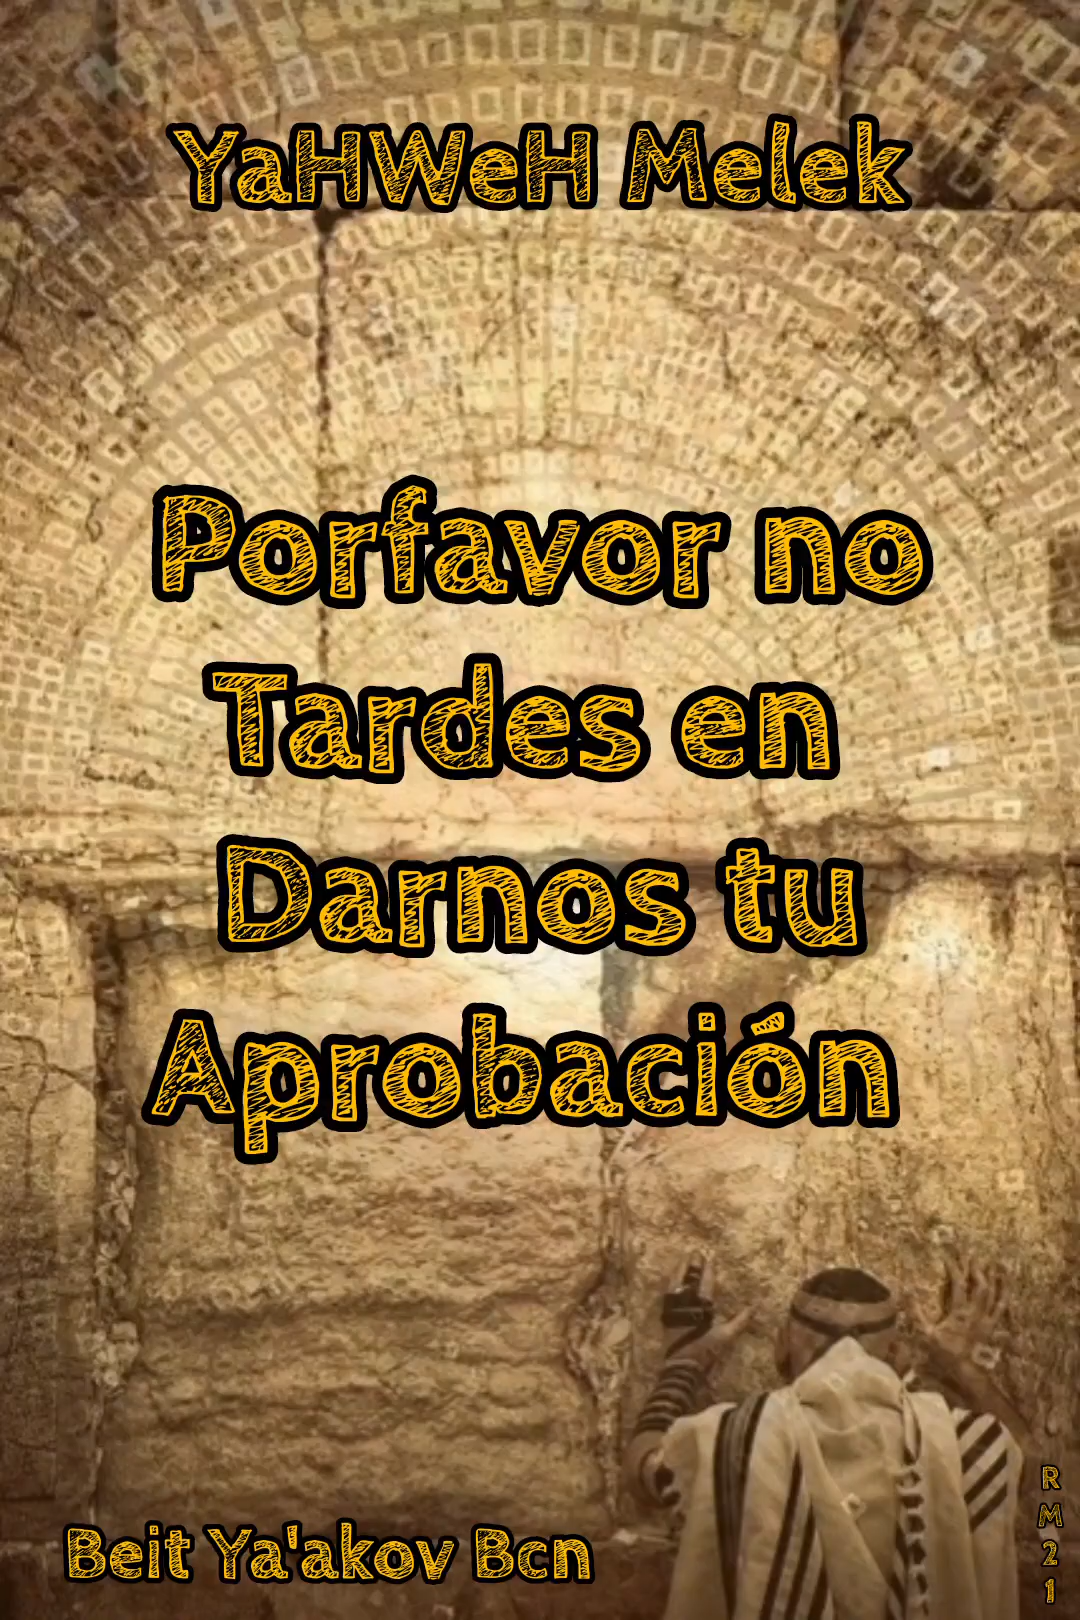 YaHWeH Melek
Porfavor no
Tardes en
Darnos tu
Aprobación
Beit Ya'akov Bcn
R
M
2
1